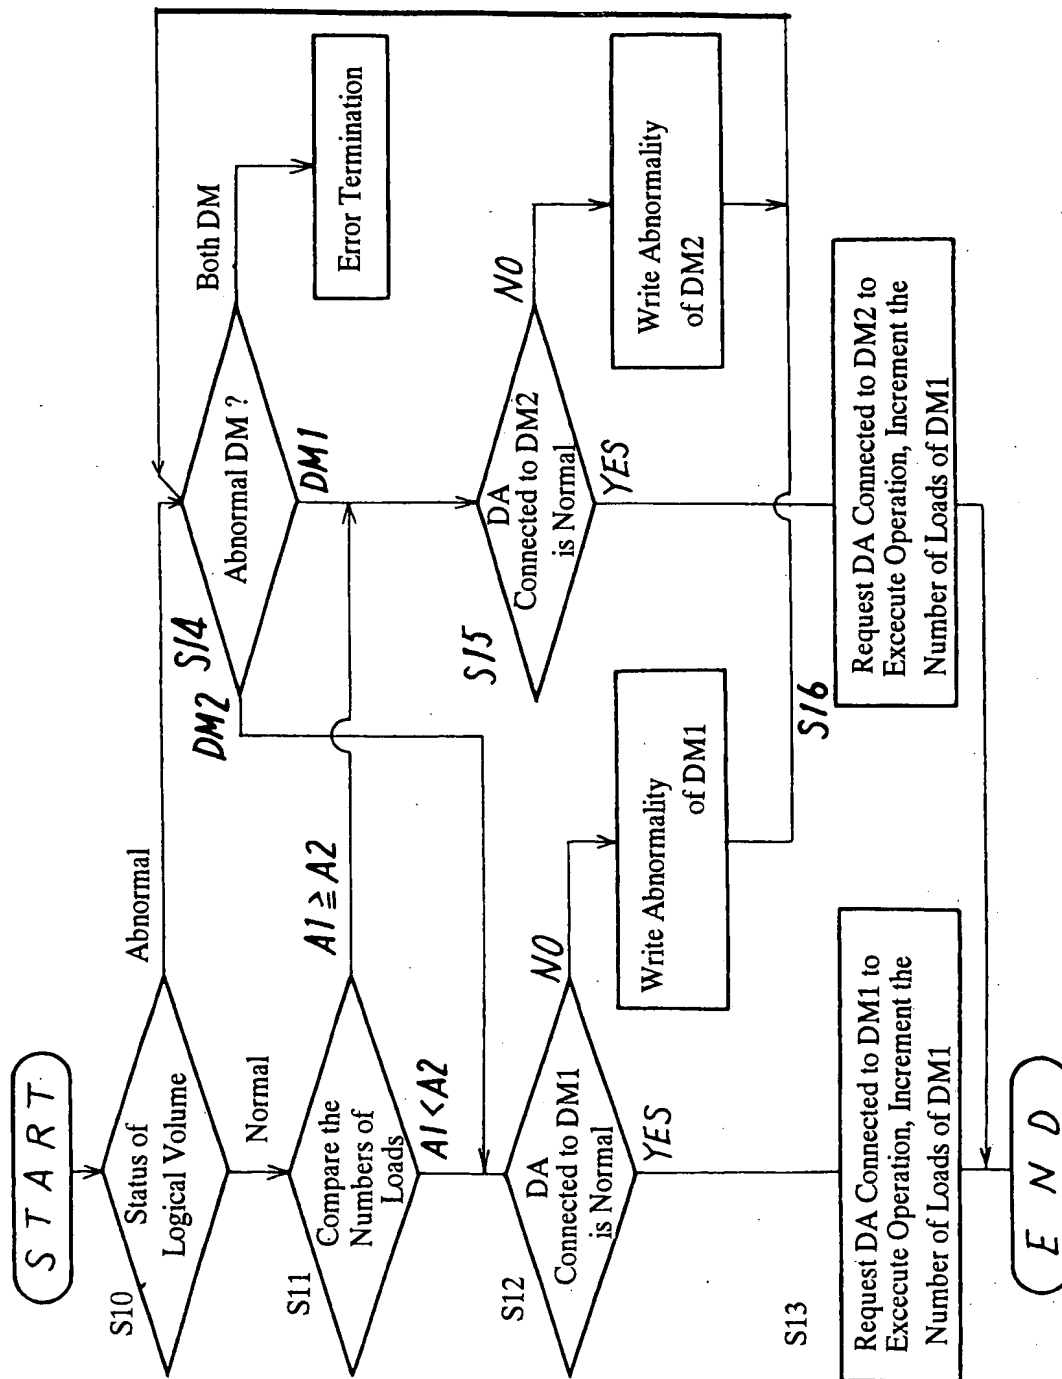 START
S10
Status of
Logical Volume
Abnormal
Normal
S11
Compare the
Numbers of
Loads
A1≧A2
A1<A2
S12
DA
Connected to DM1
is Normal
NO
YES
Write Abnormality
of DM1
S13
Request DA Connected to DM1 to
Excecute Operation, Increment the
Number of Loads of DM1
S14
Abnormal DM ?
Both DM
DM2
DM1
Error Termination
S15
DA
Connected to DM2
is Normal
NO
YES
Write Abnormality
of DM2
S16
Request DA Connected to DM2 to
Excecute Operation, Increment the
Number of Loads of DM1
END